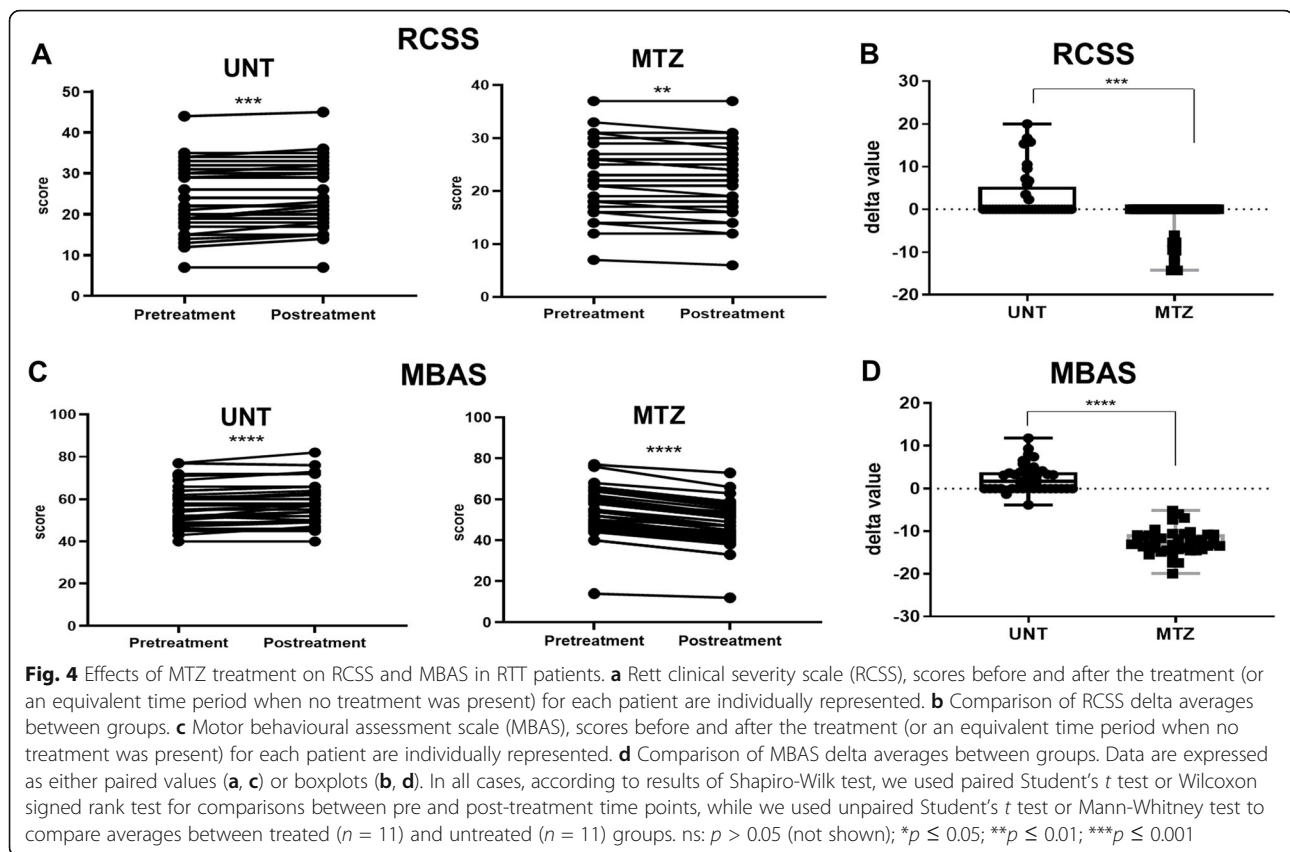 RCSS
A
UNT
***
50
40
30
20
10
0
score
Pretreatment
Postreatment
MTZ
**
40
30
20
10
0
score
Pretreatment
Postreatment
B
RCSS
***
30
20
10
0
-10
-20
delta value
UNT
MTZ
C
MBAS
UNT
****
100
80
60
40
20
0
score
Pretreatment
Postreatment
MTZ
****
100
80
60
40
20
0
score
Pretreatment
Postreatment
D
MBAS
****
20
10
0
-10
-20
-30
delta value
UNT
MTZ
Fig. 4 Effects of MTZ treatment on RCSS and MBAS in RTT patients. a Rett clinical severity scale (RCSS), scores before and after the treatment (or
an equivalent time period when no treatment was present) for each patient are individually represented. b Comparison of RCSS delta averages
between groups. c Motor behavioural assessment scale (MBAS), scores before and after the treatment (or an equivalent time period when no
treatment was present) for each patient are individually represented. d Comparison of MBAS delta averages between groups. Data are expressed
as either paired values (a, c) or boxplots (b, d). In all cases, according to results of Shapiro-Wilk test, we used paired Student's t test or Wilcoxon
signed rank test for comparisons between pre and post-treatment time points, while we used unpaired Student's t test or Mann-Whitney test to
compare averages between treated (n = 11) and untreated (n = 11) groups. ns: p > 0.05 (not shown); *p ≤ 0.05; **p ≤ 0.01; ***p ≤ 0.001